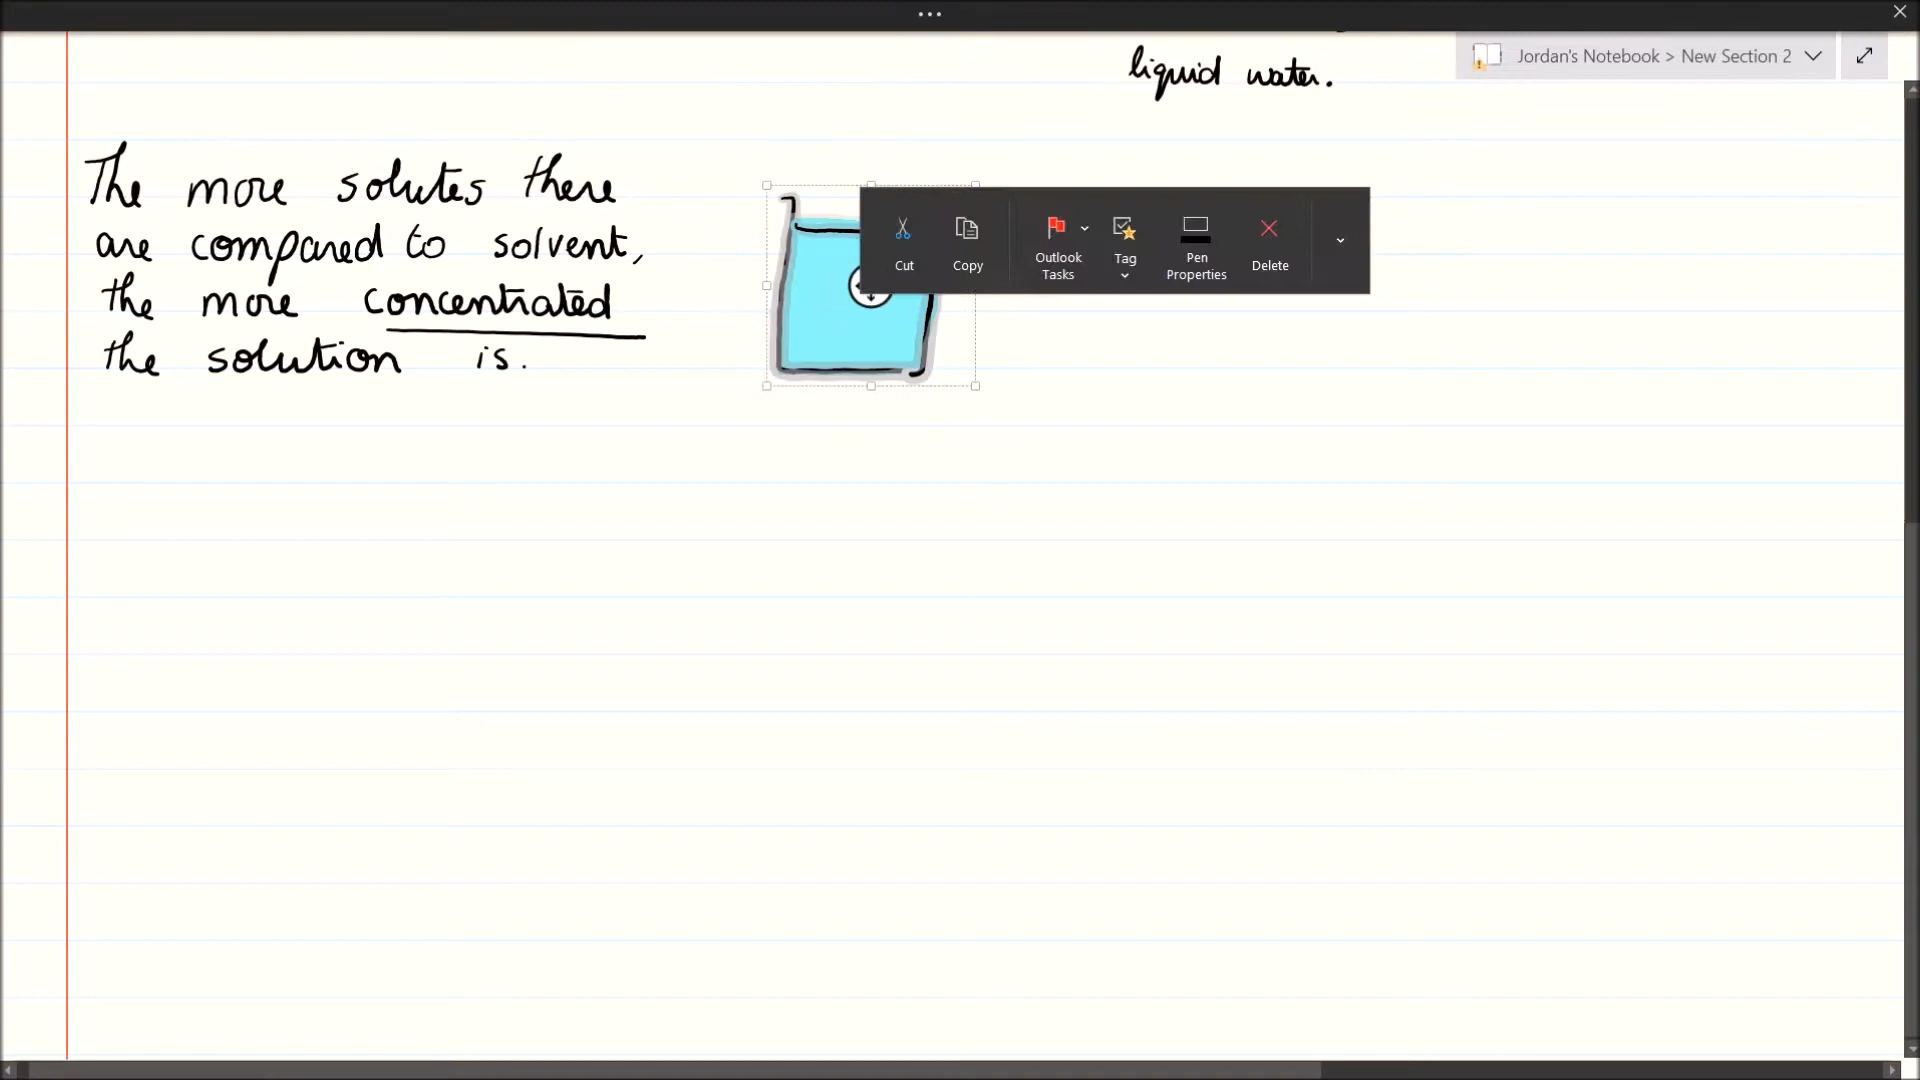 ...
Jordan's Notebook > New Section 2
liquid water.
The more solutes there
are compared to solvent,
the more concentrated
the solution is.
Cut
Copy
Outlook
Tasks
Tag
Pen
Properties
Delete